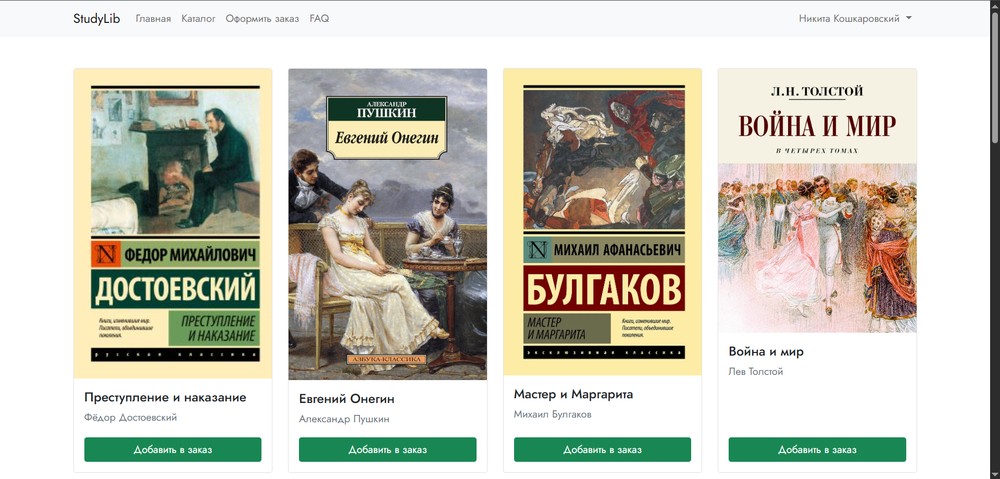 StudyLib Главная Каталог Оформить заказ FAQ Никита Кошкаровский
ФЕДОР МИХАЙЛОВИЧ
ДОСТОЕВСКИЙ
Книги, изменившие мир.
Писатели, объединившие
поколения.
ПРЕСТУПЛЕНИЕ
И НАКАЗАНИЕ
русская классика
Преступление и наказание
Фёдор Достоевский
Добавить в заказ
АЛЕКСАНДР
ПУШКИН
Евгений Онегин
АЗБУКА-КЛАССИКА
Евгений Онегин
Александр Пушкин
Добавить в заказ
N МИХАИЛ АФАНАСЬЕВИЧ
БУЛГАКОВ
МАСТЕР
И МАРГАРИТА
Книги, изменившие мир.
Писатели, объединившие
поколения.
эксклюзивная классика
Мастер и Маргарита
Михаил Булгаков
Добавить в заказ
Л.Н. ТОЛСТОЙ
ВОЙНА И МИР
В ЧЕТЫРЕХ ТОМАХ
Война и мир
Лев Толстой
Добавить в заказ